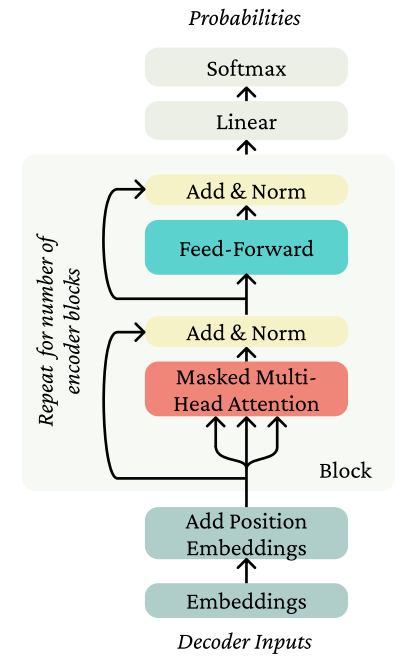 Probabilities
Softmax
Linear
Add & Norm
Feed-Forward
Repeat for number of
encoder blocks
Add & Norm
Masked Multi-
Head Attention
Block
Add Position
Embeddings
Embeddings
Decoder Inputs